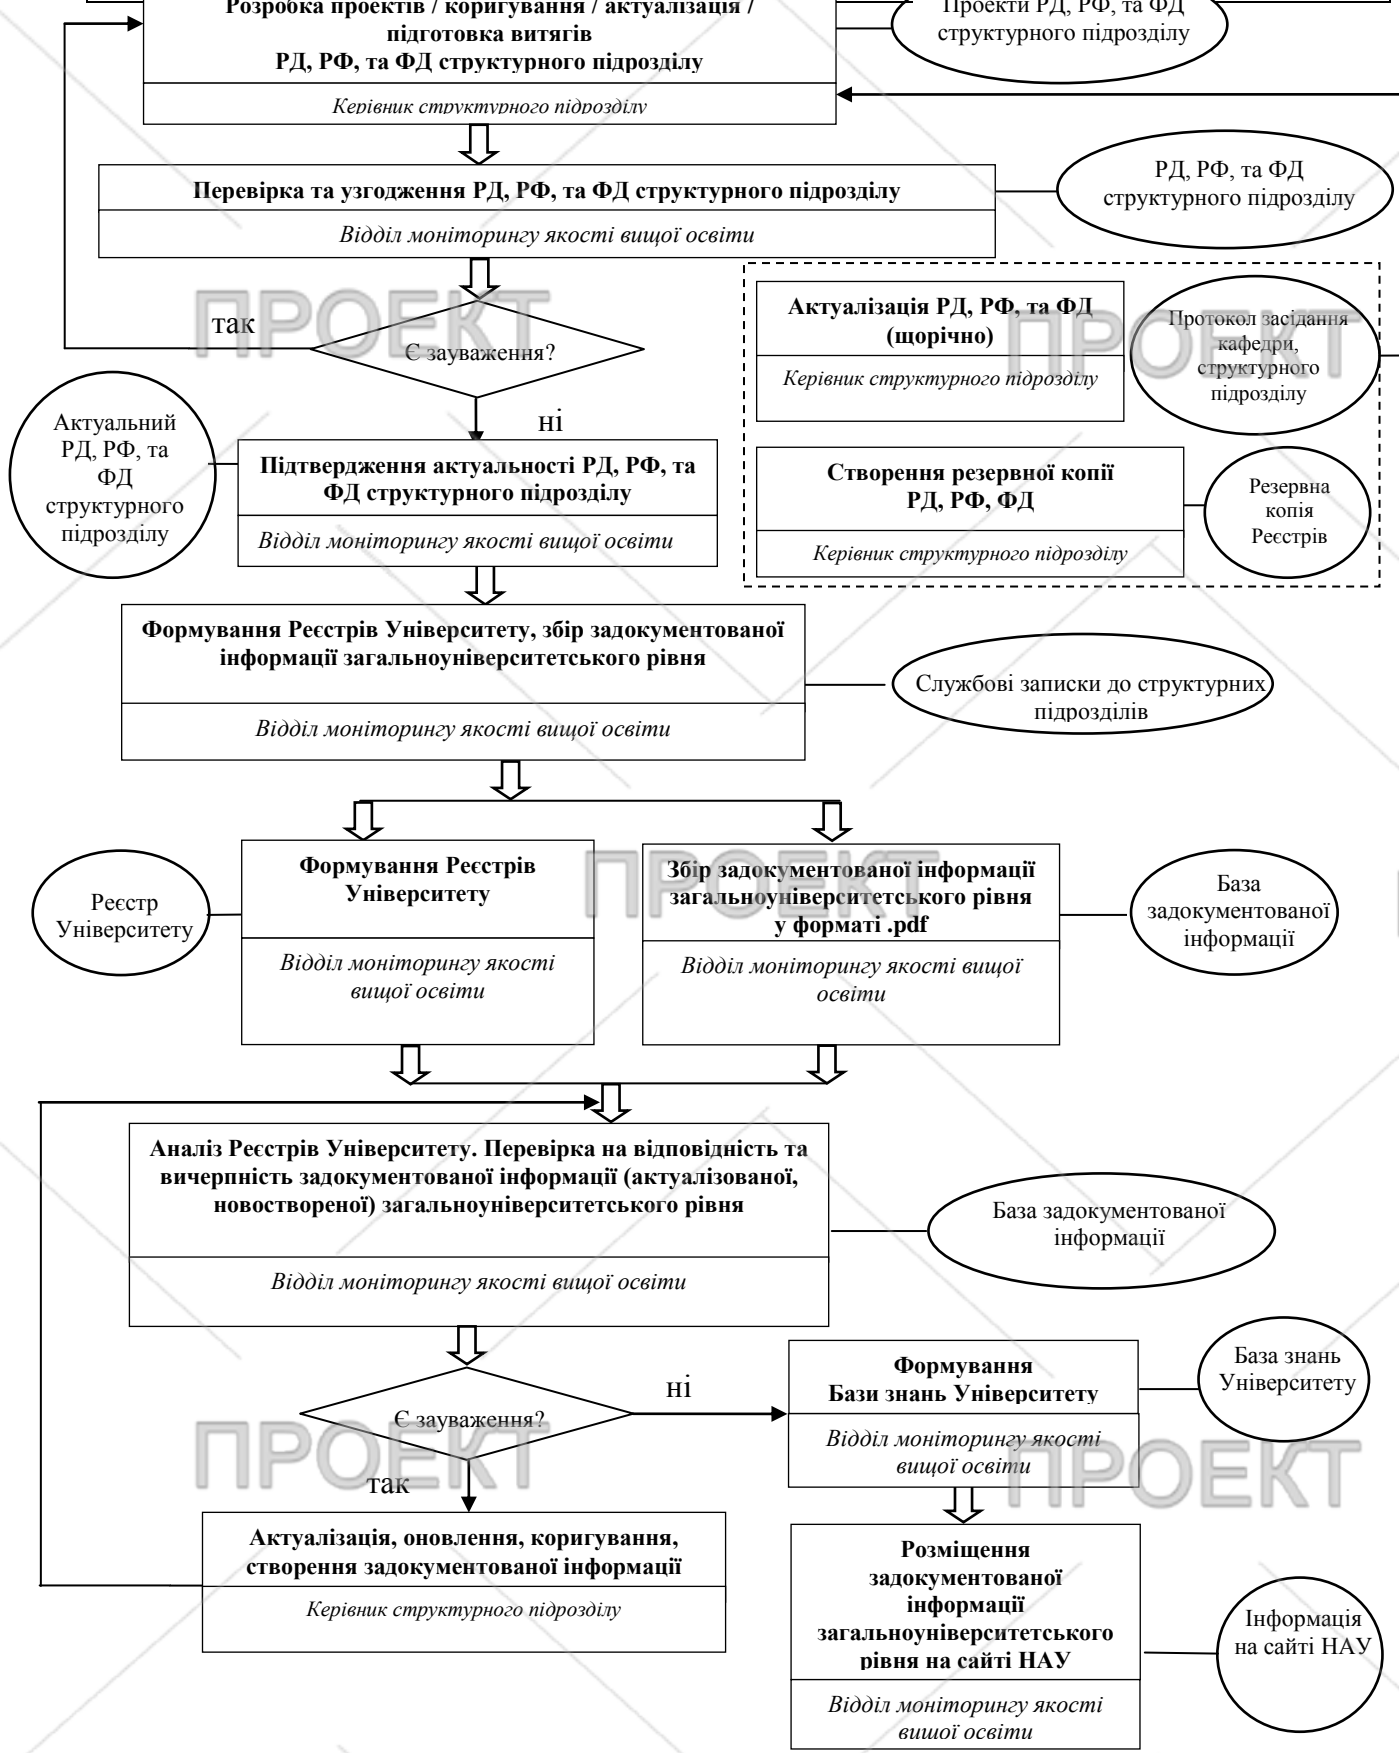 Розробка проектів / коригування / актуалізація /
підготовка витягів
РД, РФ, та ФД структурного підрозділу
Керівник структурного підрозділу
Проекти РД, РФ, та ФД
структурного підрозділу
Перевірка та узгодження РД, РФ, та ФД структурного підрозділу
Відділ моніторингу якості вищої освіти
РД, РФ, та ФД
структурного підрозділу
ПРОЕКТ
так
Є зауваження?
ні
Актуалізація РД, РФ, та ФД
(щорічно)
Керівник структурного підрозділу
ПРОЕКТ
Протокол засідання
кафедри,
структурного
підрозділу
Актуальний
РД, РФ, та
ФД
структурного
підрозділу
Підтвердження актуальності РД, РФ, та
ФД структурного підрозділу
Відділ моніторингу якості вищої освіти
Створення резервної копії
РД, РФ, ФД
Керівник структурного підрозділу
Резервна
копія
Реєстрів
Формування Реєстрів Університету, збір задокументованої
інформації загальноуніверситетського рівня
Відділ моніторингу якості вищої освіти
Службові записки до структурних
підрозділів
Реєстр
Університету
Формування Реєстрів
Університету
Відділ моніторингу якості
вищої освіти
ПРОЕКТ
Збір задокументованої інформації
загальноуніверситетського рівня
у форматі .pdf
Відділ моніторингу якості вищої
освіти
База
задокументованої
інформації
Аналіз Реєстрів Університету. Перевірка на відповідність та
вичерпність задокументованої інформації (актуалізованої,
новоствореної) загальноуніверситетського рівня
Відділ моніторингу якості вищої освіти
База задокументованої
інформації
Є зауваження?
ні
так
ПРОЕКТ
Формування
Бази знань Університету
Відділ моніторингу якості
вищої освіти
База знань
Університету
ПРОЕКТ
Актуалізація, оновлення, коригування,
створення задокументованої інформації
Керівник структурного підрозділу
Розміщення
задокументованої
інформації
загальноуніверситетського
рівня на сайті НАУ
Відділ моніторингу якості
вищої освіти
Інформація
на сайті НАУ